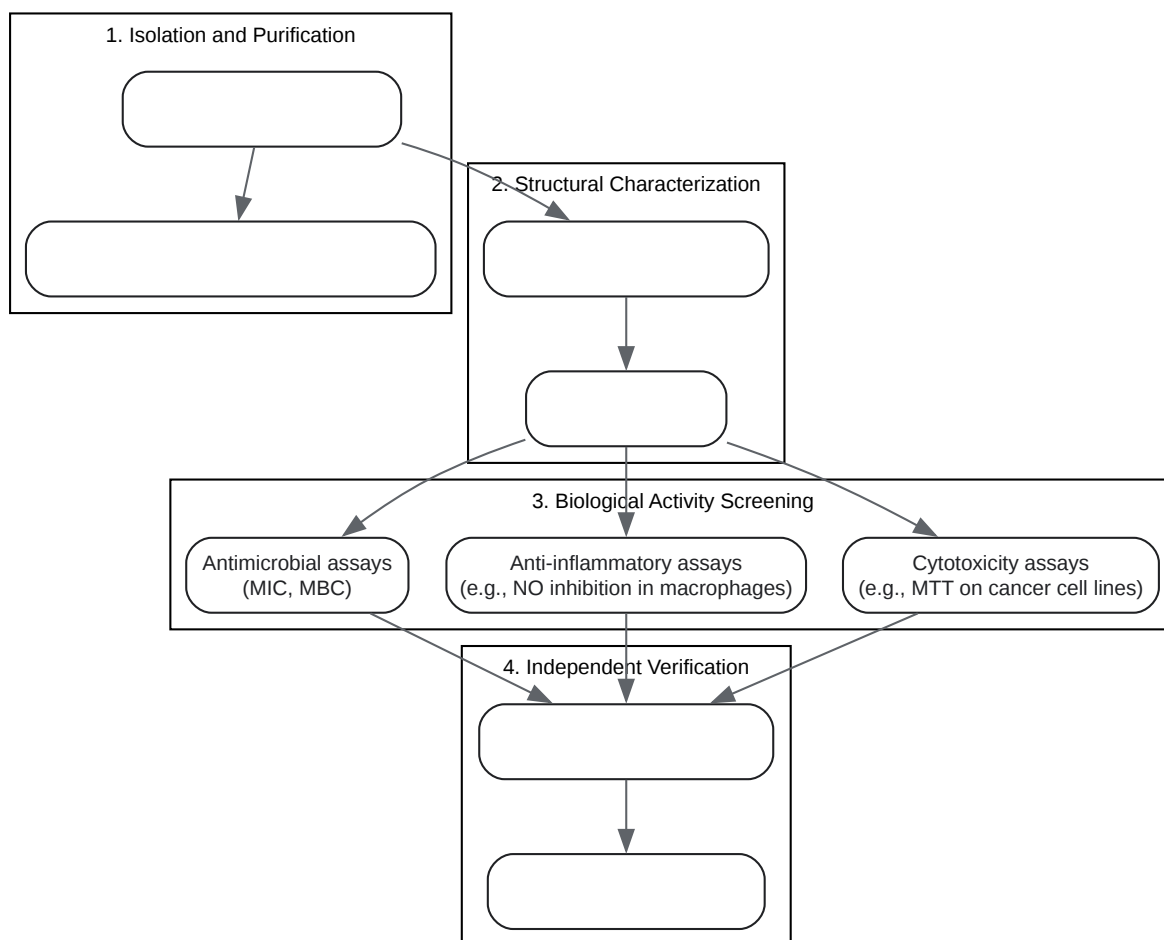 1. Isolation and Purification
2. Structural Characterization
3. Biological Activity Screening
Antimicrobial assays
(MIC, MBC)
Anti-inflammatory assays
(e.g., NO inhibition in macrophages)
Cytotoxicity assays
(e.g., MTT on cancer cell lines)
4. Independent Verification